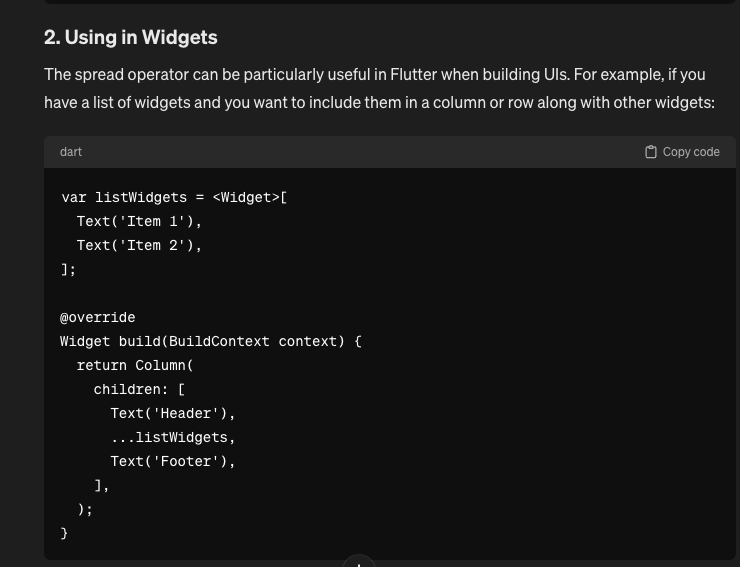 2. Using in Widgets
The spread operator can be particularly useful in Flutter when building UIs. For example, if you
have a list of widgets and you want to include them in a column or row along with other widgets:
dart Copy code
var listWidgets = <Widget>[
  Text('Item 1'),
  Text('Item 2'),
];

@override
Widget build(BuildContext context) {
  return Column(
    children: [
      Text('Header'),
      ...listWidgets,
      Text('Footer'),
    ],
  );
}